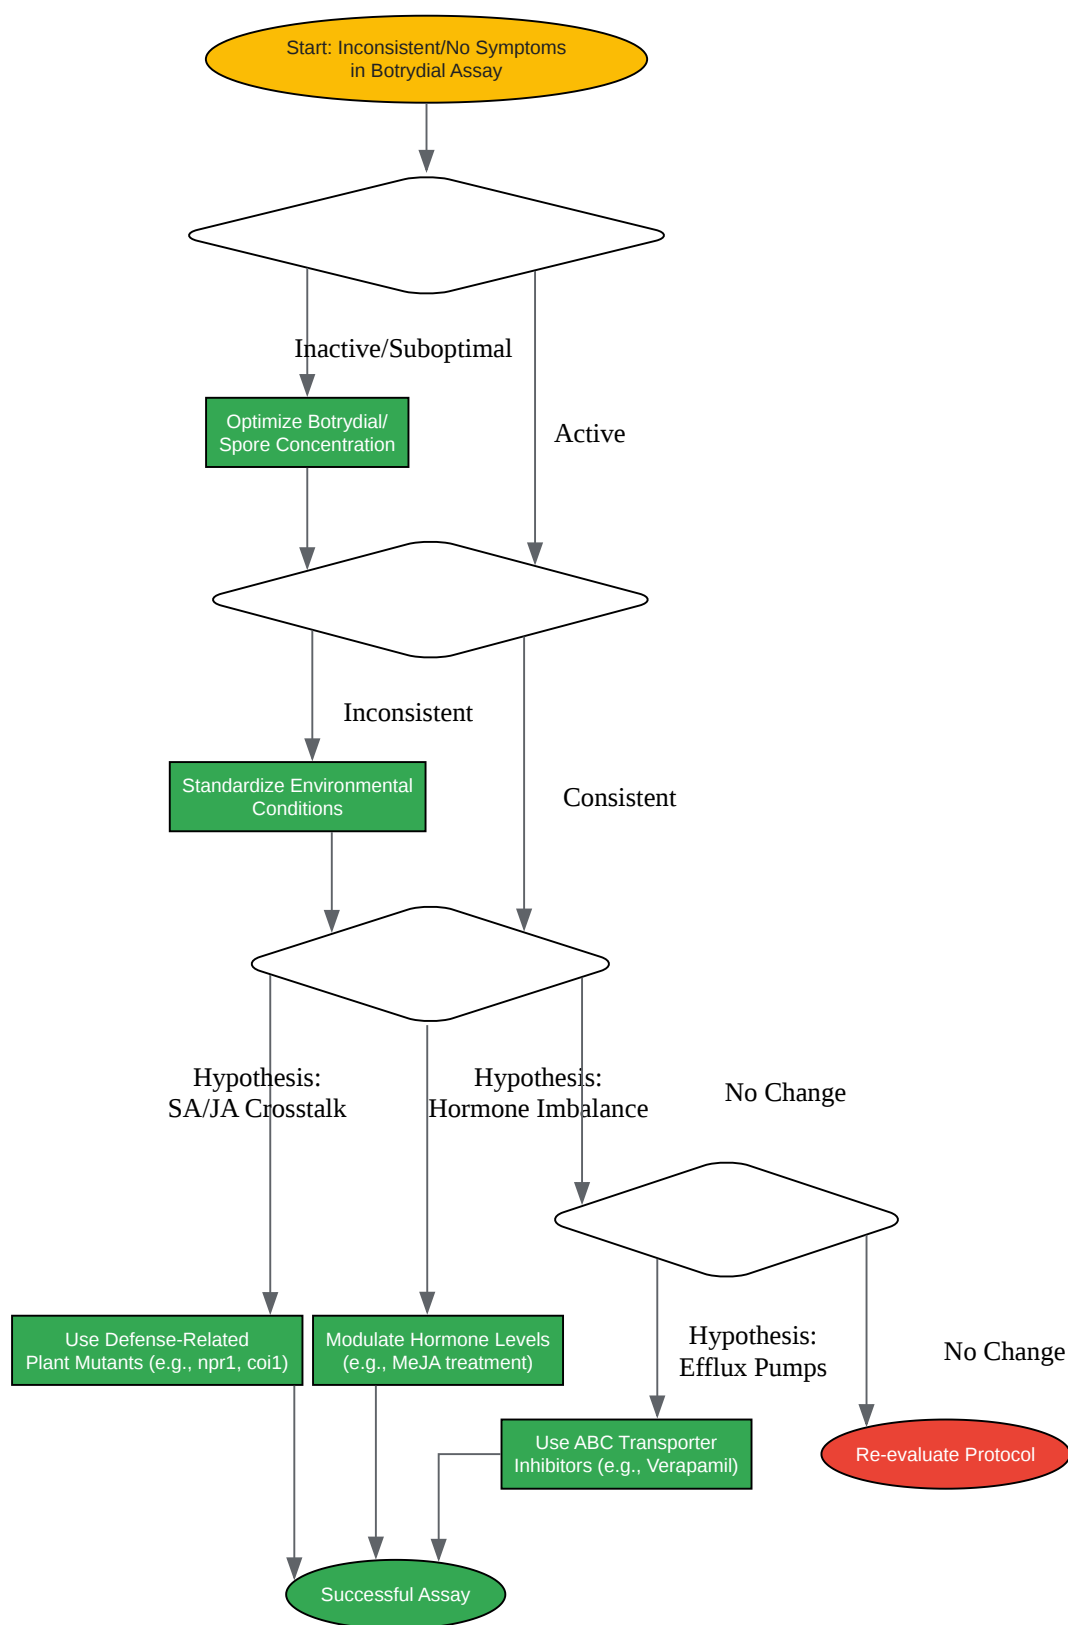 Start: Inconsistent/No Symptoms
in Botrydial Assay
Inactive/Suboptimal
Optimize Botrydial/
Spore Concentration
Active
Inconsistent
Standardize Environmental
Conditions
Consistent
Hypothesis:
SA/JA Crosstalk
Hypothesis:
Hormone Imbalance
No Change
Use Defense-Related
Plant Mutants (e.g., npr1, coi1)
Modulate Hormone Levels
(e.g., MeJA treatment)
Hypothesis:
Efflux Pumps
No Change
Use ABC Transporter
Inhibitors (e.g., Verapamil)
Re-evaluate Protocol
Successful Assay